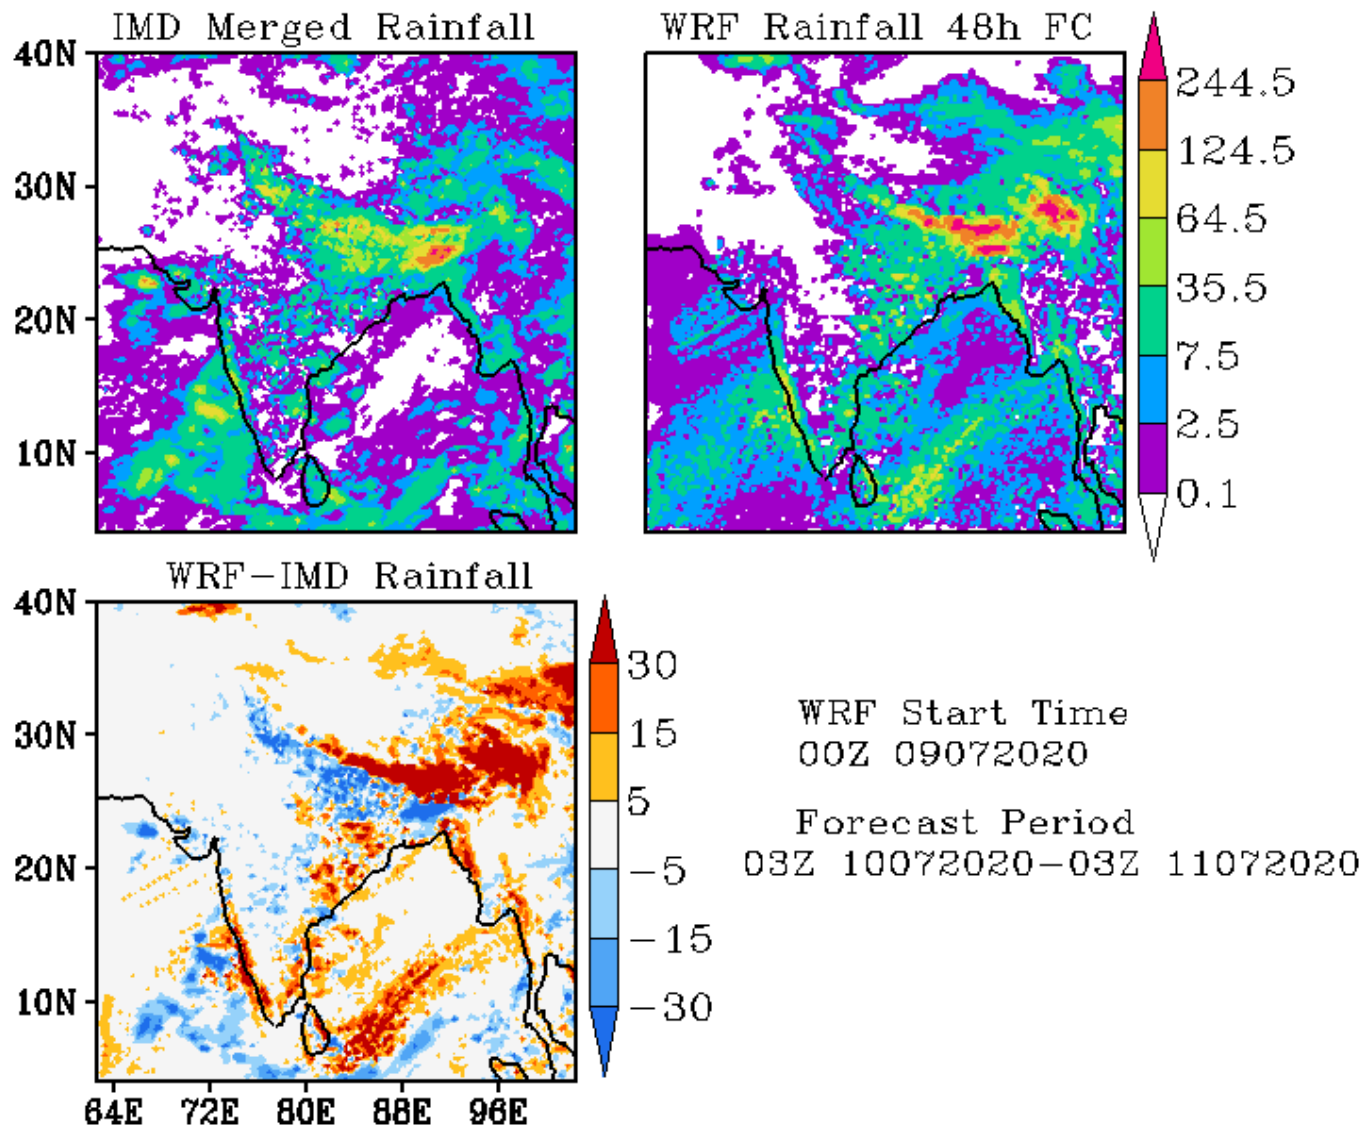 IMD Merged Rainfall
WRF Rainfall 48h FC
40N
30N
20N
10N
244.5
124.5
64.5
35.5
7.5
2.5
0.1
WRF-IMD Rainfall
40N
30N
20N
10N
64E 72E 80E 88E 96E
30
15
5
-5
-15
-30
WRF Start Time
00Z 09072020
Forecast Period
03Z 10072020-03Z 11072020